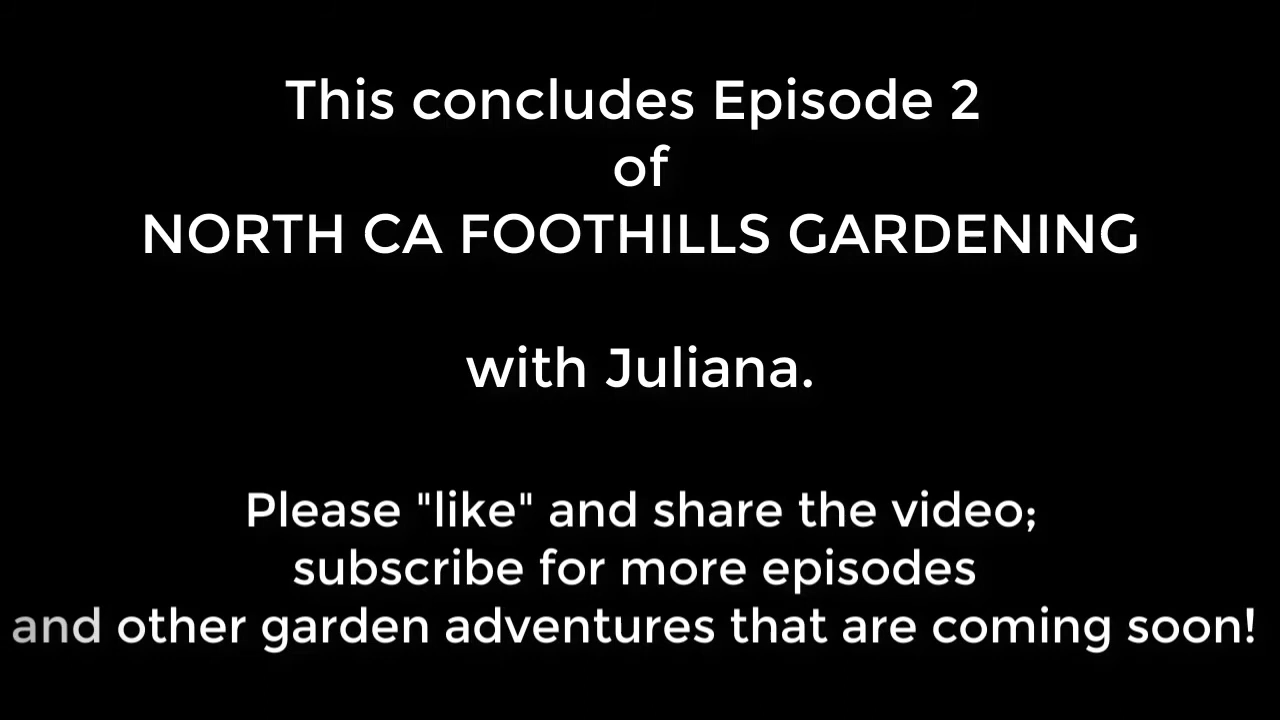 This concludes Episode 2
of
NORTH CA FOOTHILLS GARDENING
with Juliana.
Please "like" and share the video;
subscribe for more episodes
and other garden adventures that are coming soon!